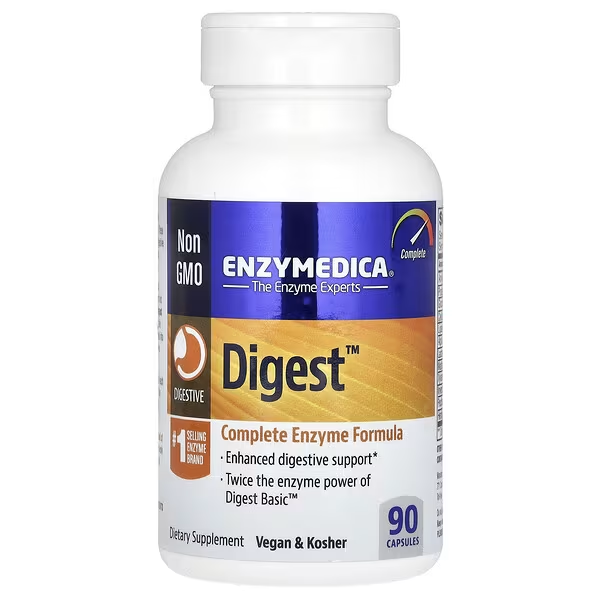 Non
GMO
Complete
ENZYMEDICA®
The Enzyme Experts
DIGESTIVE
Digest™
#1
SELLING
ENZYME
BRAND
Complete Enzyme Formula
· Enhanced digestive support*
· Twice the enzyme power of
Digest Basic™
Dietary Supplement Vegan & Kosher
90
CAPSULES